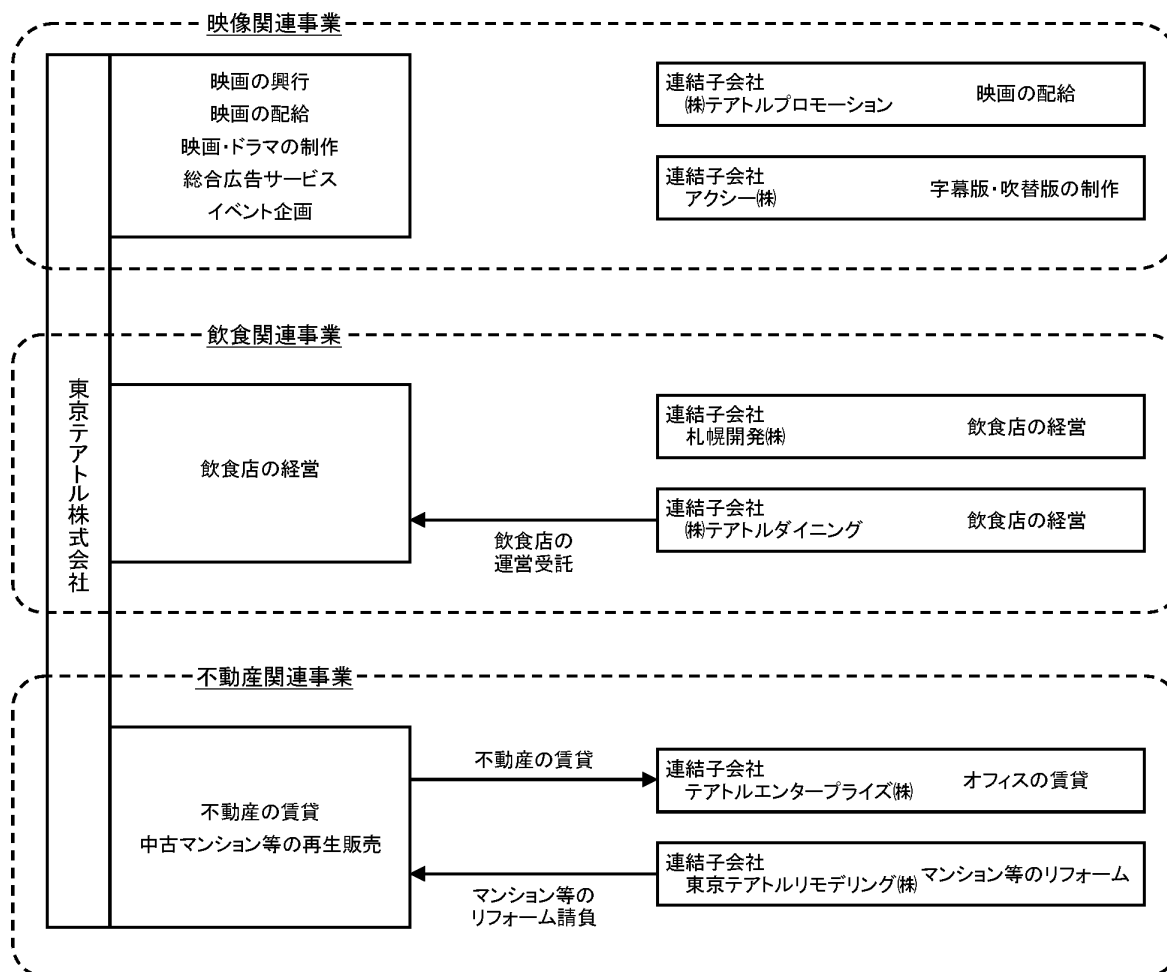 映像関連事業
映画の興行
映画の配給
映画・ドラマの制作
総合広告サービス
イベント企画
連結子会社
㈱テアトルプロモーション
映画の配給
連結子会社
アクシー㈱
字幕版・吹替版の制作
東京テアトル株式会社
飲食関連事業
飲食店の経営
連結子会社
札幌開発㈱
飲食店の経営
連結子会社
㈱テアトルダイニング
飲食店の経営
飲食店の
運営受託
不動産関連事業
不動産の賃貸
中古マンション等の再生販売
不動産の賃貸
連結子会社
テアトルエンタープライズ㈱
オフィスの賃貸
連結子会社
東京テアトルリモデリング㈱
マンション等のリフォーム
マンション等の
リフォーム請負